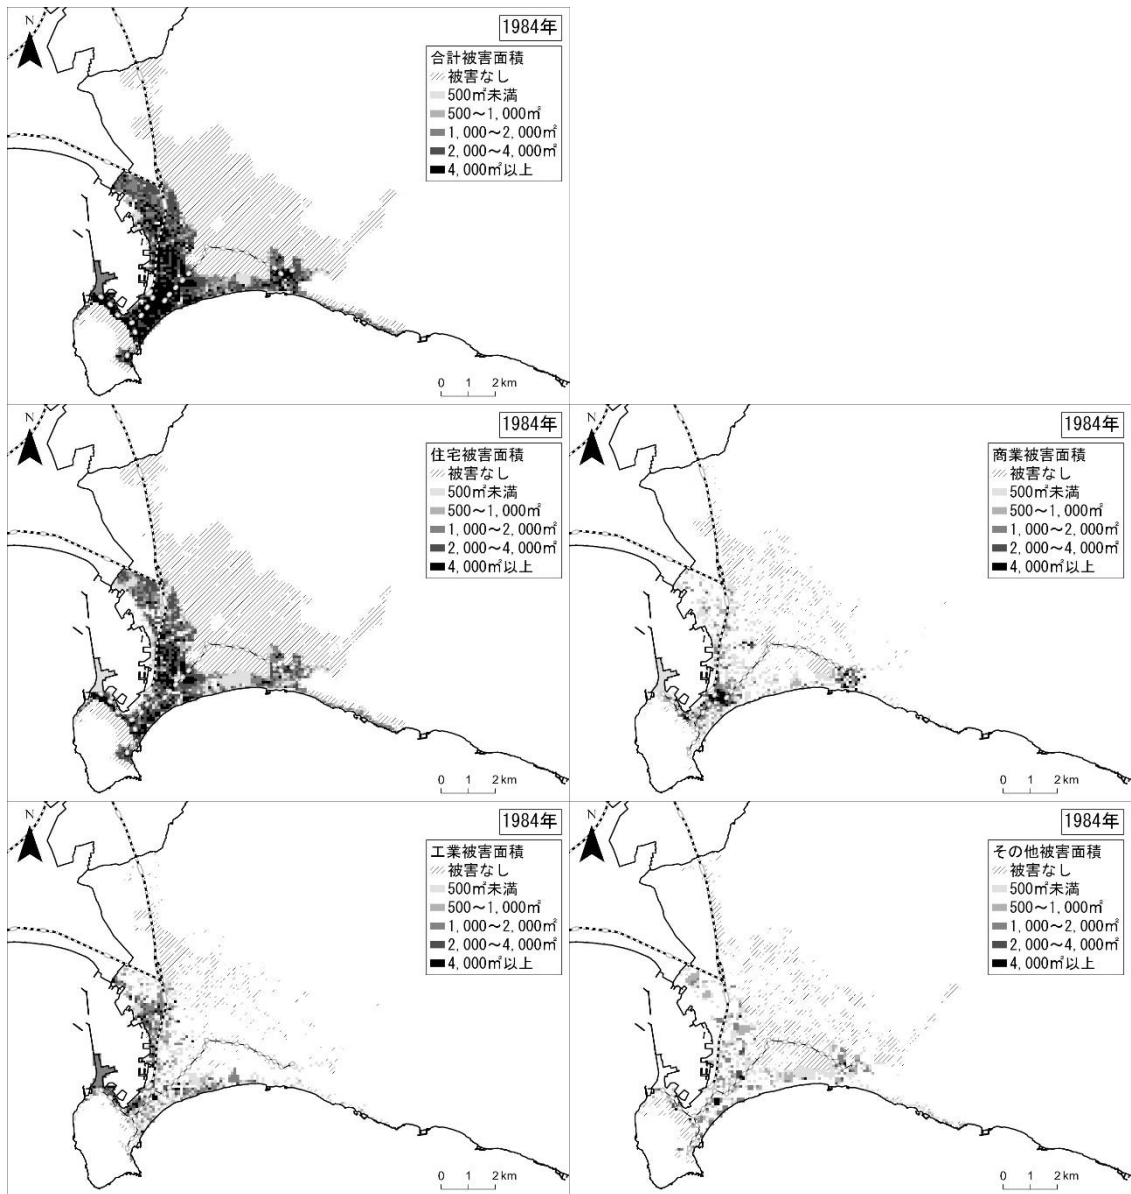 N
1984年
合計被害面積
被害なし
500㎡未満
500～1,000㎡
1,000～2,000㎡
2,000～4,000㎡
4,000㎡以上
0 1 2km
N
1984年
住宅被害面積
被害なし
500㎡未満
500～1,000㎡
1,000～2,000㎡
2,000～4,000㎡
4,000㎡以上
0 1 2km
N
1984年
商業被害面積
被害なし
500㎡未満
500～1,000㎡
1,000～2,000㎡
2,000～4,000㎡
4,000㎡以上
0 1 2km
N
1984年
工業被害面積
被害なし
500㎡未満
500～1,000㎡
1,000～2,000㎡
2,000～4,000㎡
4,000㎡以上
0 1 2km
N
1984年
その他被害面積
被害なし
500㎡未満
500～1,000㎡
1,000～2,000㎡
2,000～4,000㎡
4,000㎡以上
0 1 2km